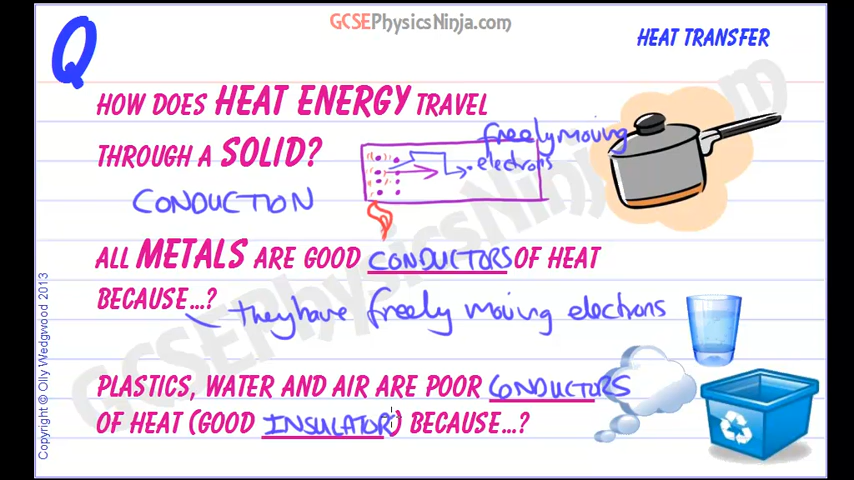 GCSEPhysicsNinja.com
HEAT TRANSFER
Q
HOW DOES HEAT ENERGY TRAVEL
THROUGH A SOLID?
freely moving
electrons
CONDUCTION
ALL METALS ARE GOOD CONDUCTORS OF HEAT
BECAUSE...?
they have freely moving electrons
PLASTICS, WATER AND AIR ARE POOR CONDUCTORS
OF HEAT (GOOD INSULATOR) BECAUSE...?
Copyright © Olly Wedgwood 2013
GCSEPhysicsNinja.com